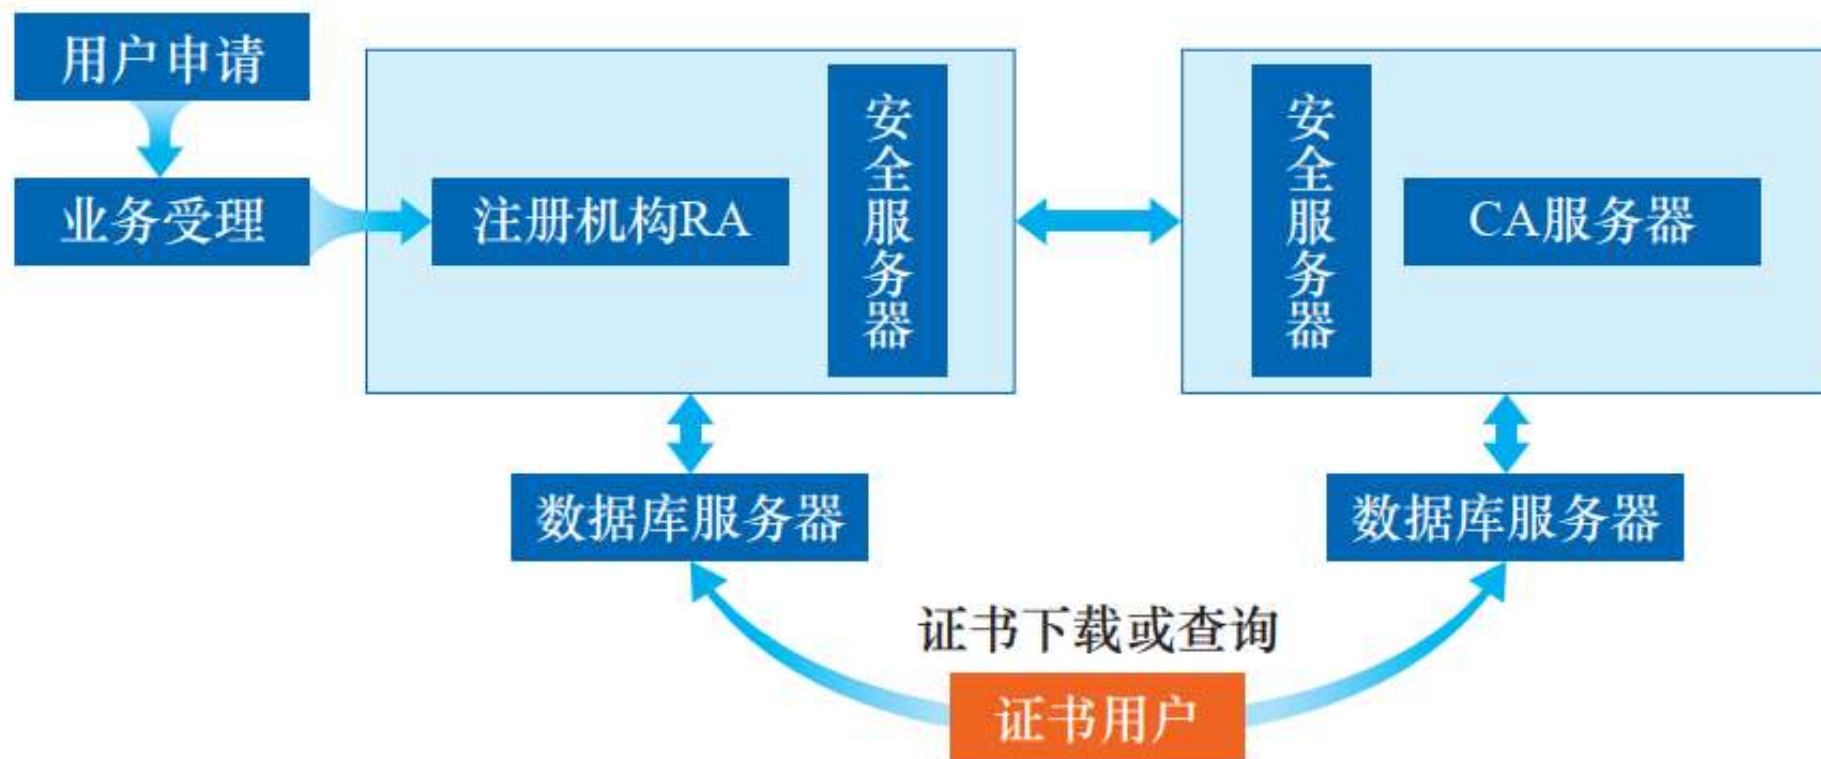 用户申请
业务受理
注册机构RA
安全服务器
安全服务器
CA服务器
数据库服务器
数据库服务器
证书下载或查询
证书用户